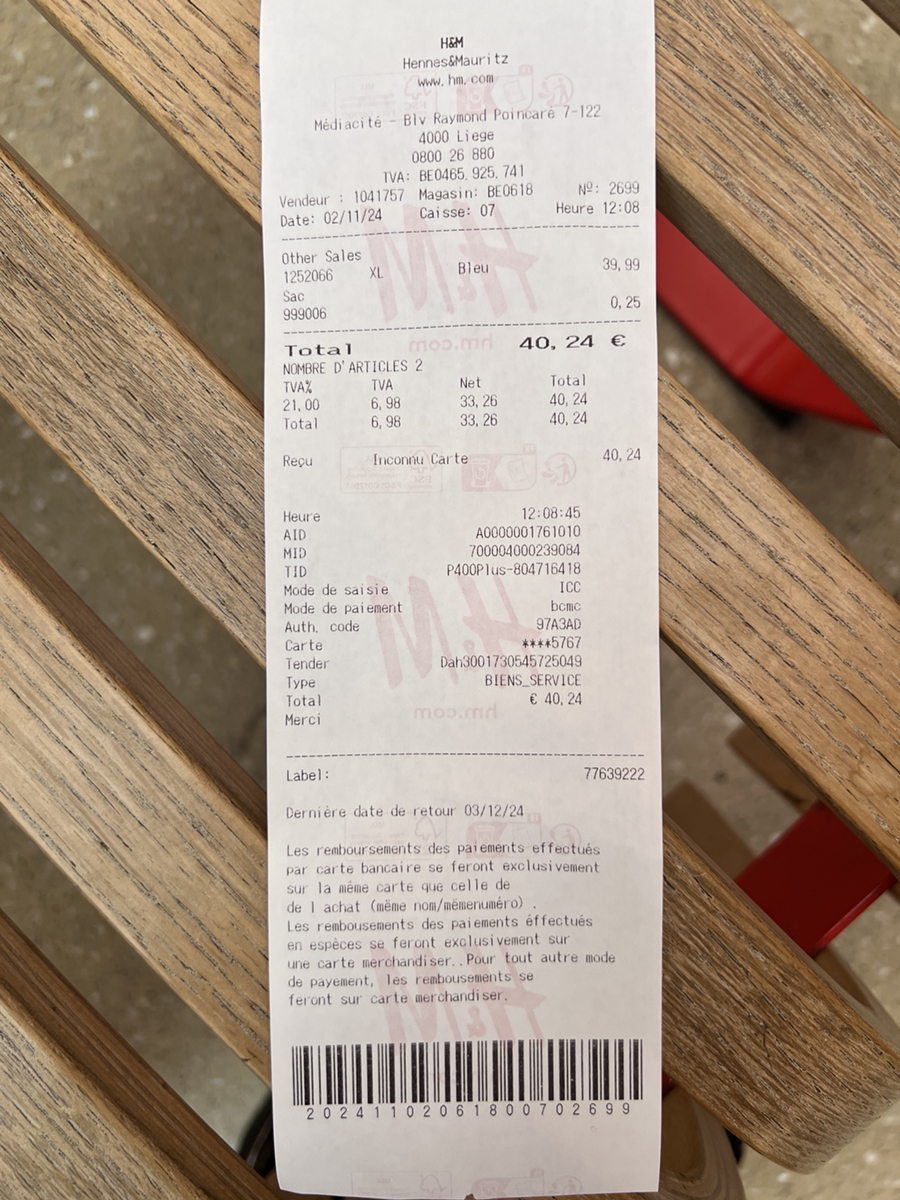 H&M
Hennes&Mauritz
www.hm.com
Médiacité - Blv Raymond Poincaré 7-122
4000 Liege
0800 26 880
TVA: BE0465.925.741
Vendeur : 1041757 Magasin: BE0618 Nº: 2699
Date: 02/11/24 Caisse: 07 Heure 12:08
Other Sales
1252066 XL Bleu 39,99
Sac
999006 0,25
Total 40,24 €
NOMBRE D'ARTICLES 2
TVA% TVA Net Total
21,00 6,98 33,26 40,24
Total 6,98 33,26 40,24
Reçu Inconnu Carte 40,24
Heure 12:08:45
AID A0000001761010
MID 700004000239084
TID P400Plus-804716418
Mode de saisie ICC
Mode de paiement bcmc
Auth. code 97A3AD
Carte ****5767
Tender Dah3001730545725049
Type BIENS_SERVICE
Total € 40,24
Merci
Label: 77639222
Dernière date de retour 03/12/24
Les remboursements des paiements effectués
par carte bancaire se feront exclusivement
sur la même carte que celle de
de l achat (même nom/mêmenuméro) .
Les rembousements des paiements éffectués
en espèces se feront exclusivement sur
une carte merchandiser..Pour tout autre mode
de payement, les rembousements se
feront sur carte merchandiser.
20241102061800702699